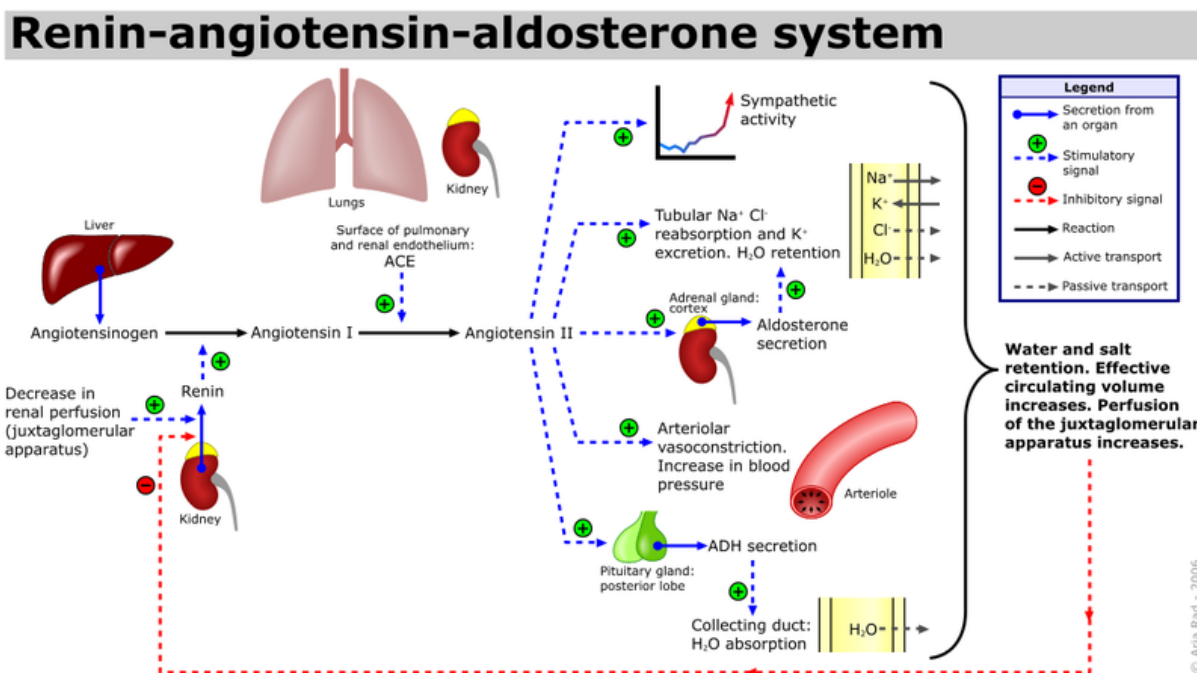 Renin-angiotensin-aldosterone system
Lungs
Kidney
Liver
Surface of pulmonary
and renal endothelium:
ACE
Angiotensinogen
Angiotensin I
Angiotensin II
Decrease in
renal perfusion
(juxtaglomerular
apparatus)
Renin
Kidney
Sympathetic
activity
Tubular Na⁺ Cl⁻
reabsorption and K⁺
excretion. H₂O retention
Adrenal gland:
cortex
Aldosterone
secretion
Arteriolar
vasoconstriction.
Increase in blood
pressure
Arteriole
Pituitary gland:
posterior lobe
ADH secretion
Collecting duct:
H₂O absorption
H₂O
Na⁺
K⁺
Cl⁻
H₂O
Legend
Secretion from
an organ
Stimulatory
signal
Inhibitory signal
Reaction
Active transport
Passive transport
Water and salt
retention. Effective
circulating volume
increases. Perfusion
of the juxtaglomerular
apparatus increases.
© Aria Rad - 2006